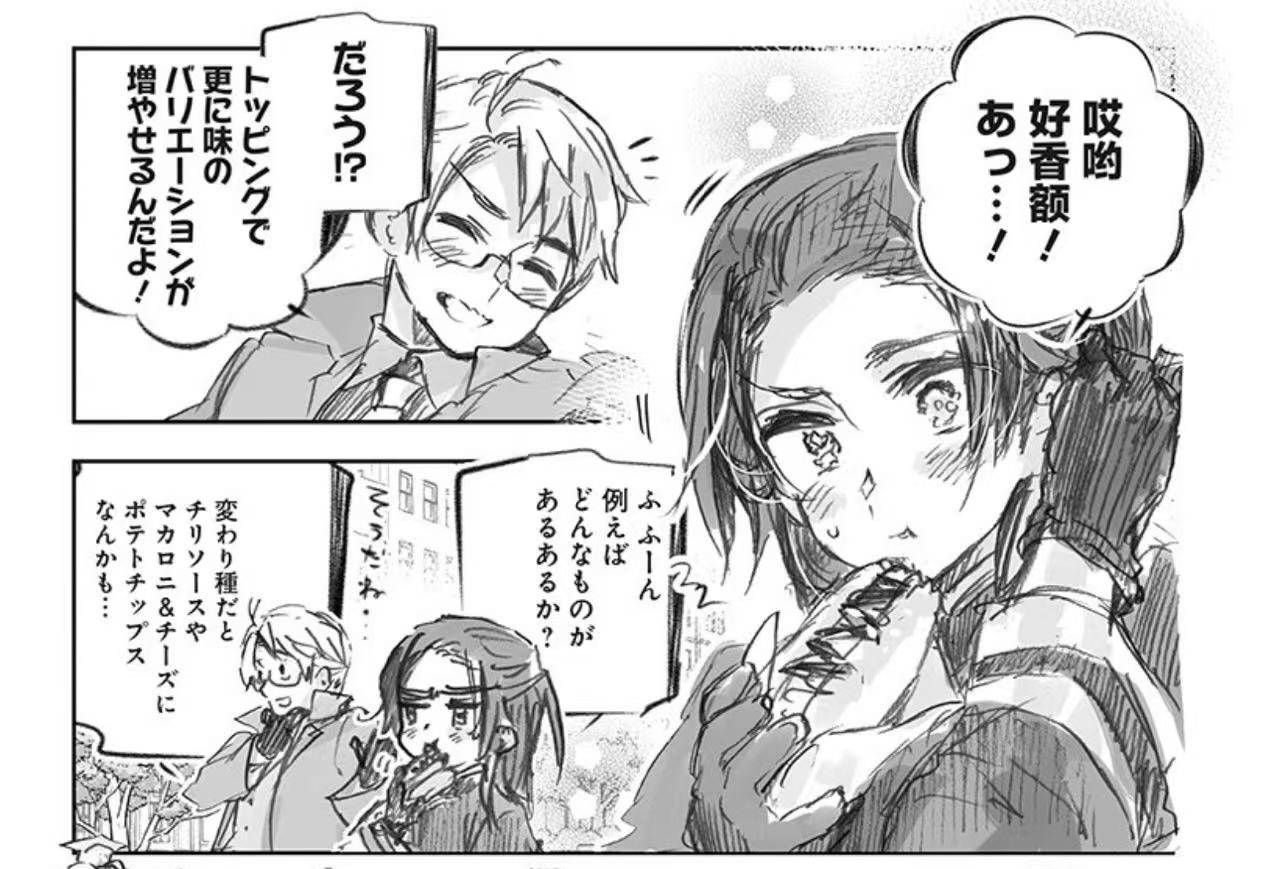 哎哟
好香额！
あっ…！
だろう!?
トッピングで
更に味の
バリエーションが
増やせるんだよ！
ふ ふーん
例えば
どんなものが
あるあるか？
そうだね…
変わり種だと
チリソースや
マカロニ&チーズに
ポテトチップス
なんかも…